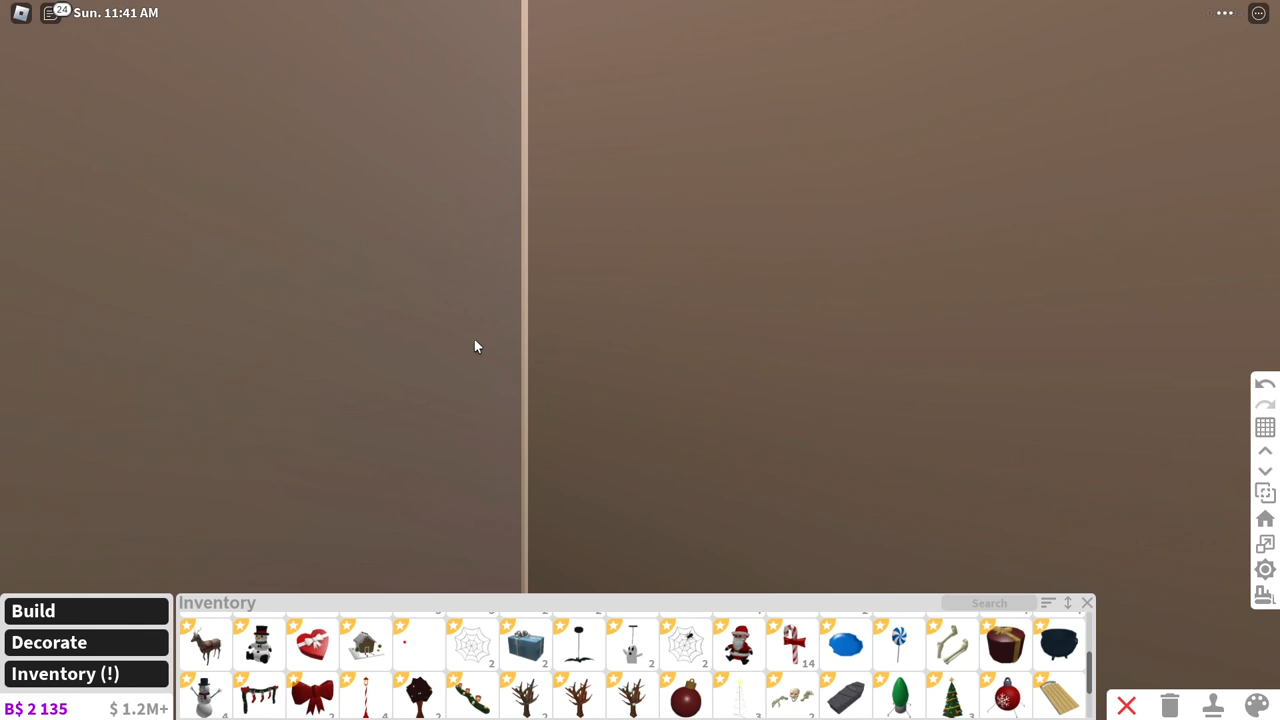 24 Sun. 11:41 AM
Build
Decorate
Inventory (!)
B$ 2 135 $ 1.2M+
Inventory
Search
2 2 2 2 14 2
4 2 4 2 3 2 3